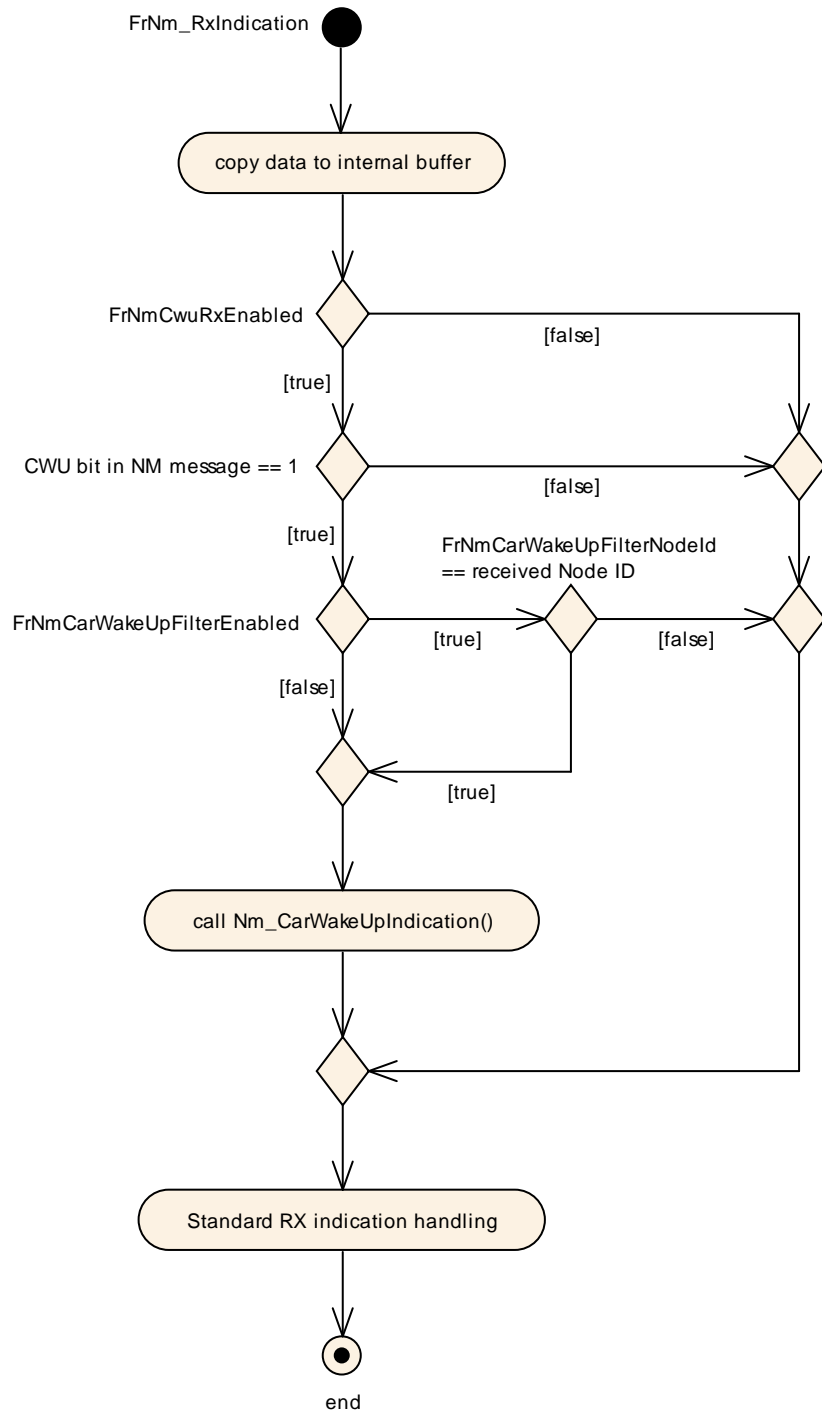 FrNm_RxIndication
copy data to internal buffer
FrNmCwuRxEnabled
[false]
[true]
CWU bit in NM message == 1
[false]
[true]
FrNmCarWakeUpFilterNodeId
== received Node ID
FrNmCarWakeUpFilterEnabled
[true]
[false]
[false]
[true]
call Nm_CarWakeUpIndication()
Standard RX indication handling
end